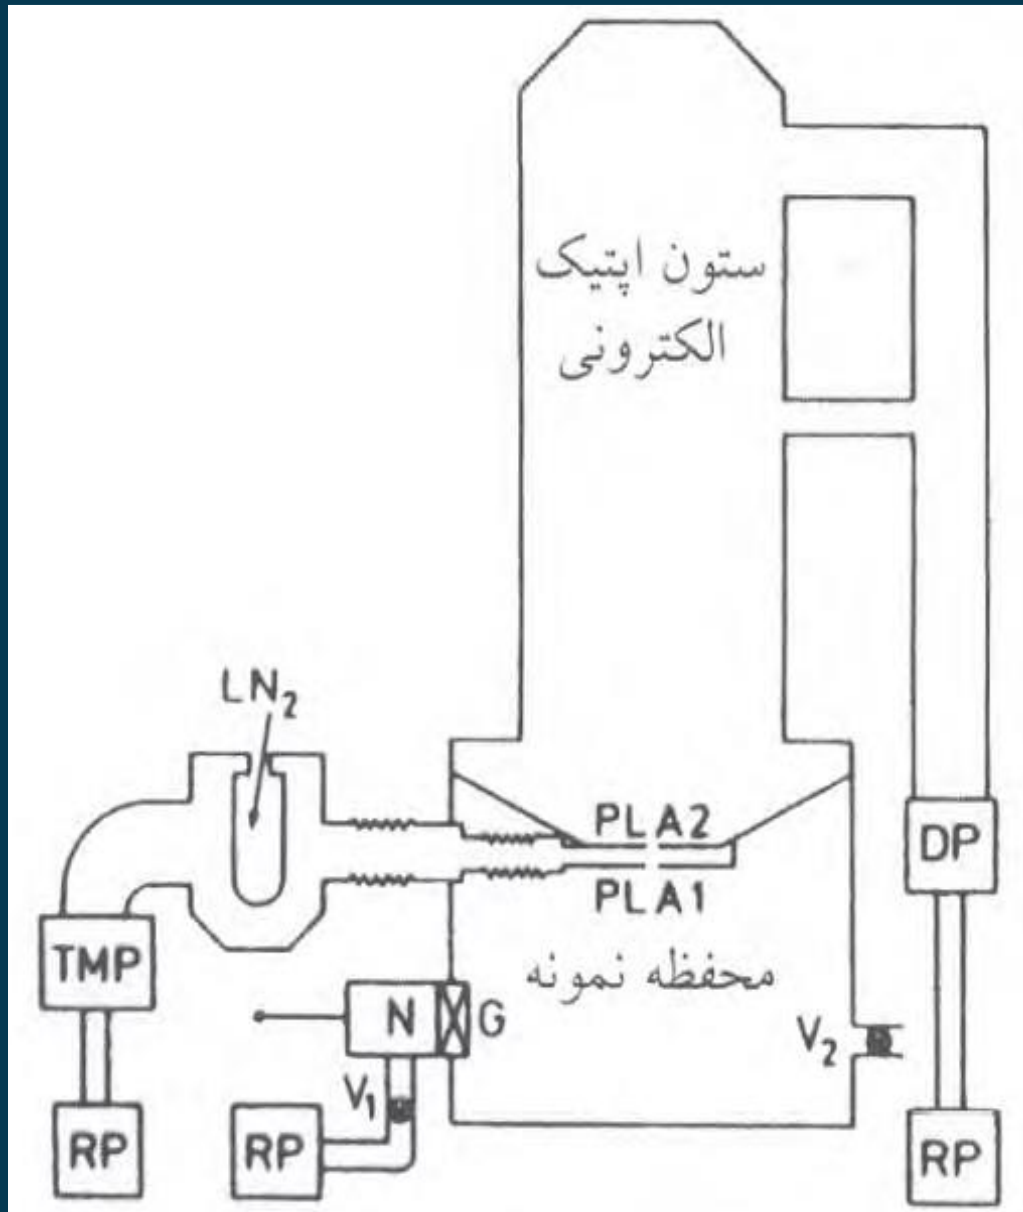 ستون اپتیک
الکترونی
LN₂
PLA2
DP
PLA1
TMP
محفظه نمونه
N
G
V₂
V₁
RP
RP
RP